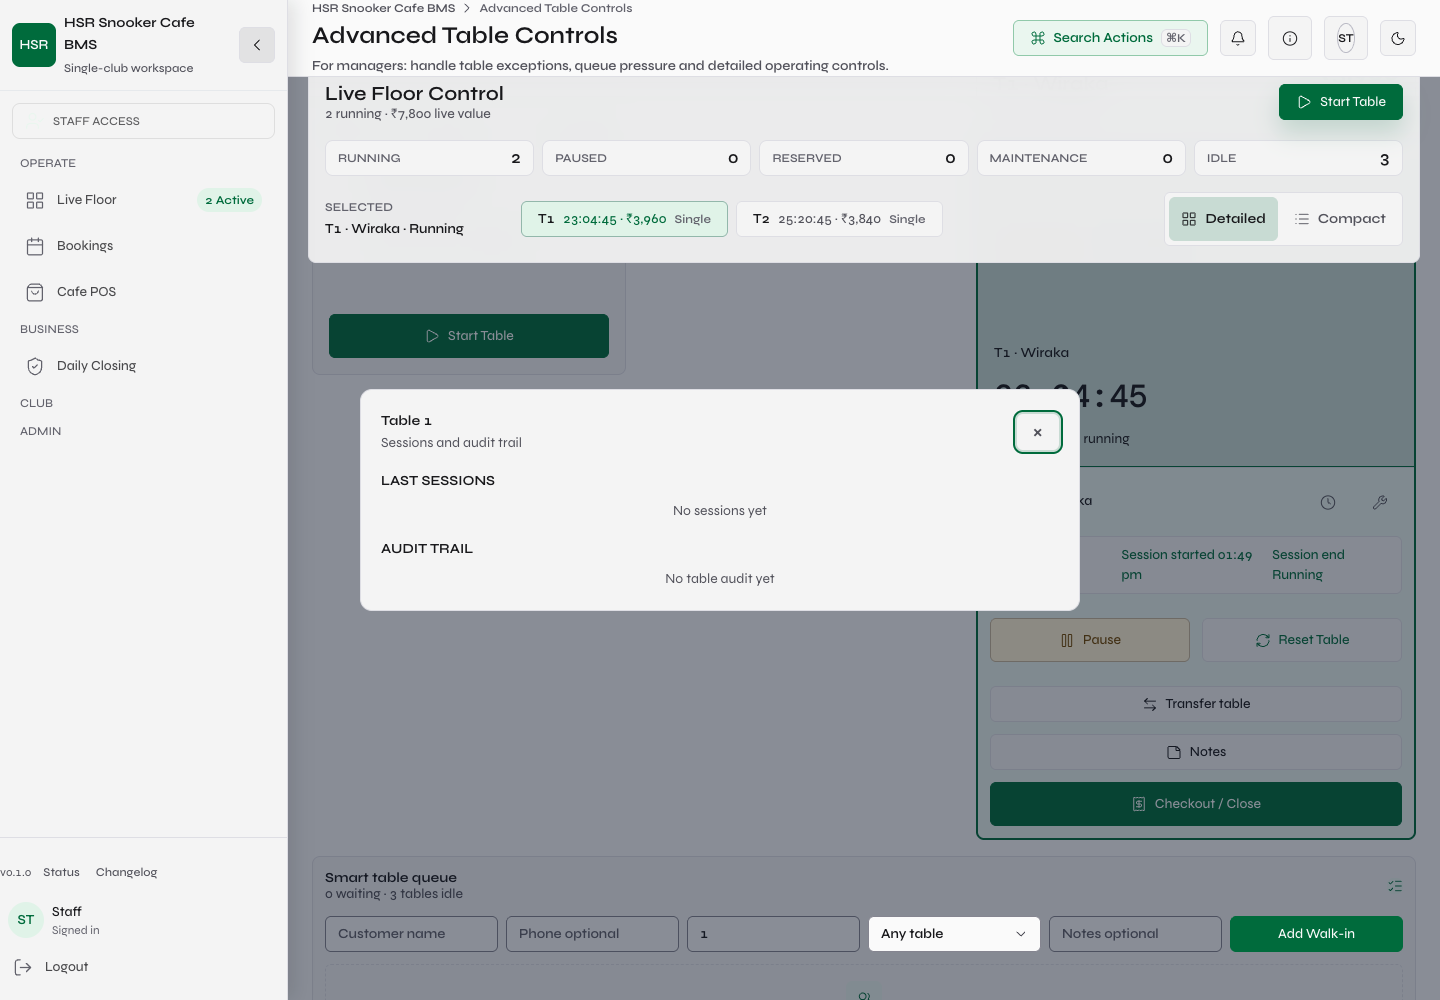 HSR
HSR Snooker Cafe BMS
Single-club workspace
STAFF ACCESS
OPERATE
Live Floor
2 Active
Bookings
Cafe POS
BUSINESS
Daily Closing
CLUB
ADMIN
v0.1.0 Status Changelog
ST
Staff
Signed in
Logout
HSR Snooker Cafe BMS > Advanced Table Controls
Advanced Table Controls
For managers: handle table exceptions, queue pressure and detailed operating controls.
Search Actions ⌘K
ST
Live Floor Control
2 running · ₹7,800 live value
Start Table
RUNNING 2
PAUSED 0
RESERVED 0
MAINTENANCE 0
IDLE 3
SELECTED
T1 · Wiraka · Running
T1 23:04:45 · ₹3,960 Single
T2 25:20:45 · ₹3,840 Single
Detailed
Compact
Start Table
T1 · Wiraka
4:45
running
Table 1
Sessions and audit trail
×
LAST SESSIONS
No sessions yet
AUDIT TRAIL
No table audit yet
ka
Session started 01:49 pm
Session end Running
Pause
Reset Table
Transfer table
Notes
Checkout / Close
Smart table queue
0 waiting · 3 tables idle
Customer name
Phone optional
1
Any table
Notes optional
Add Walk-in